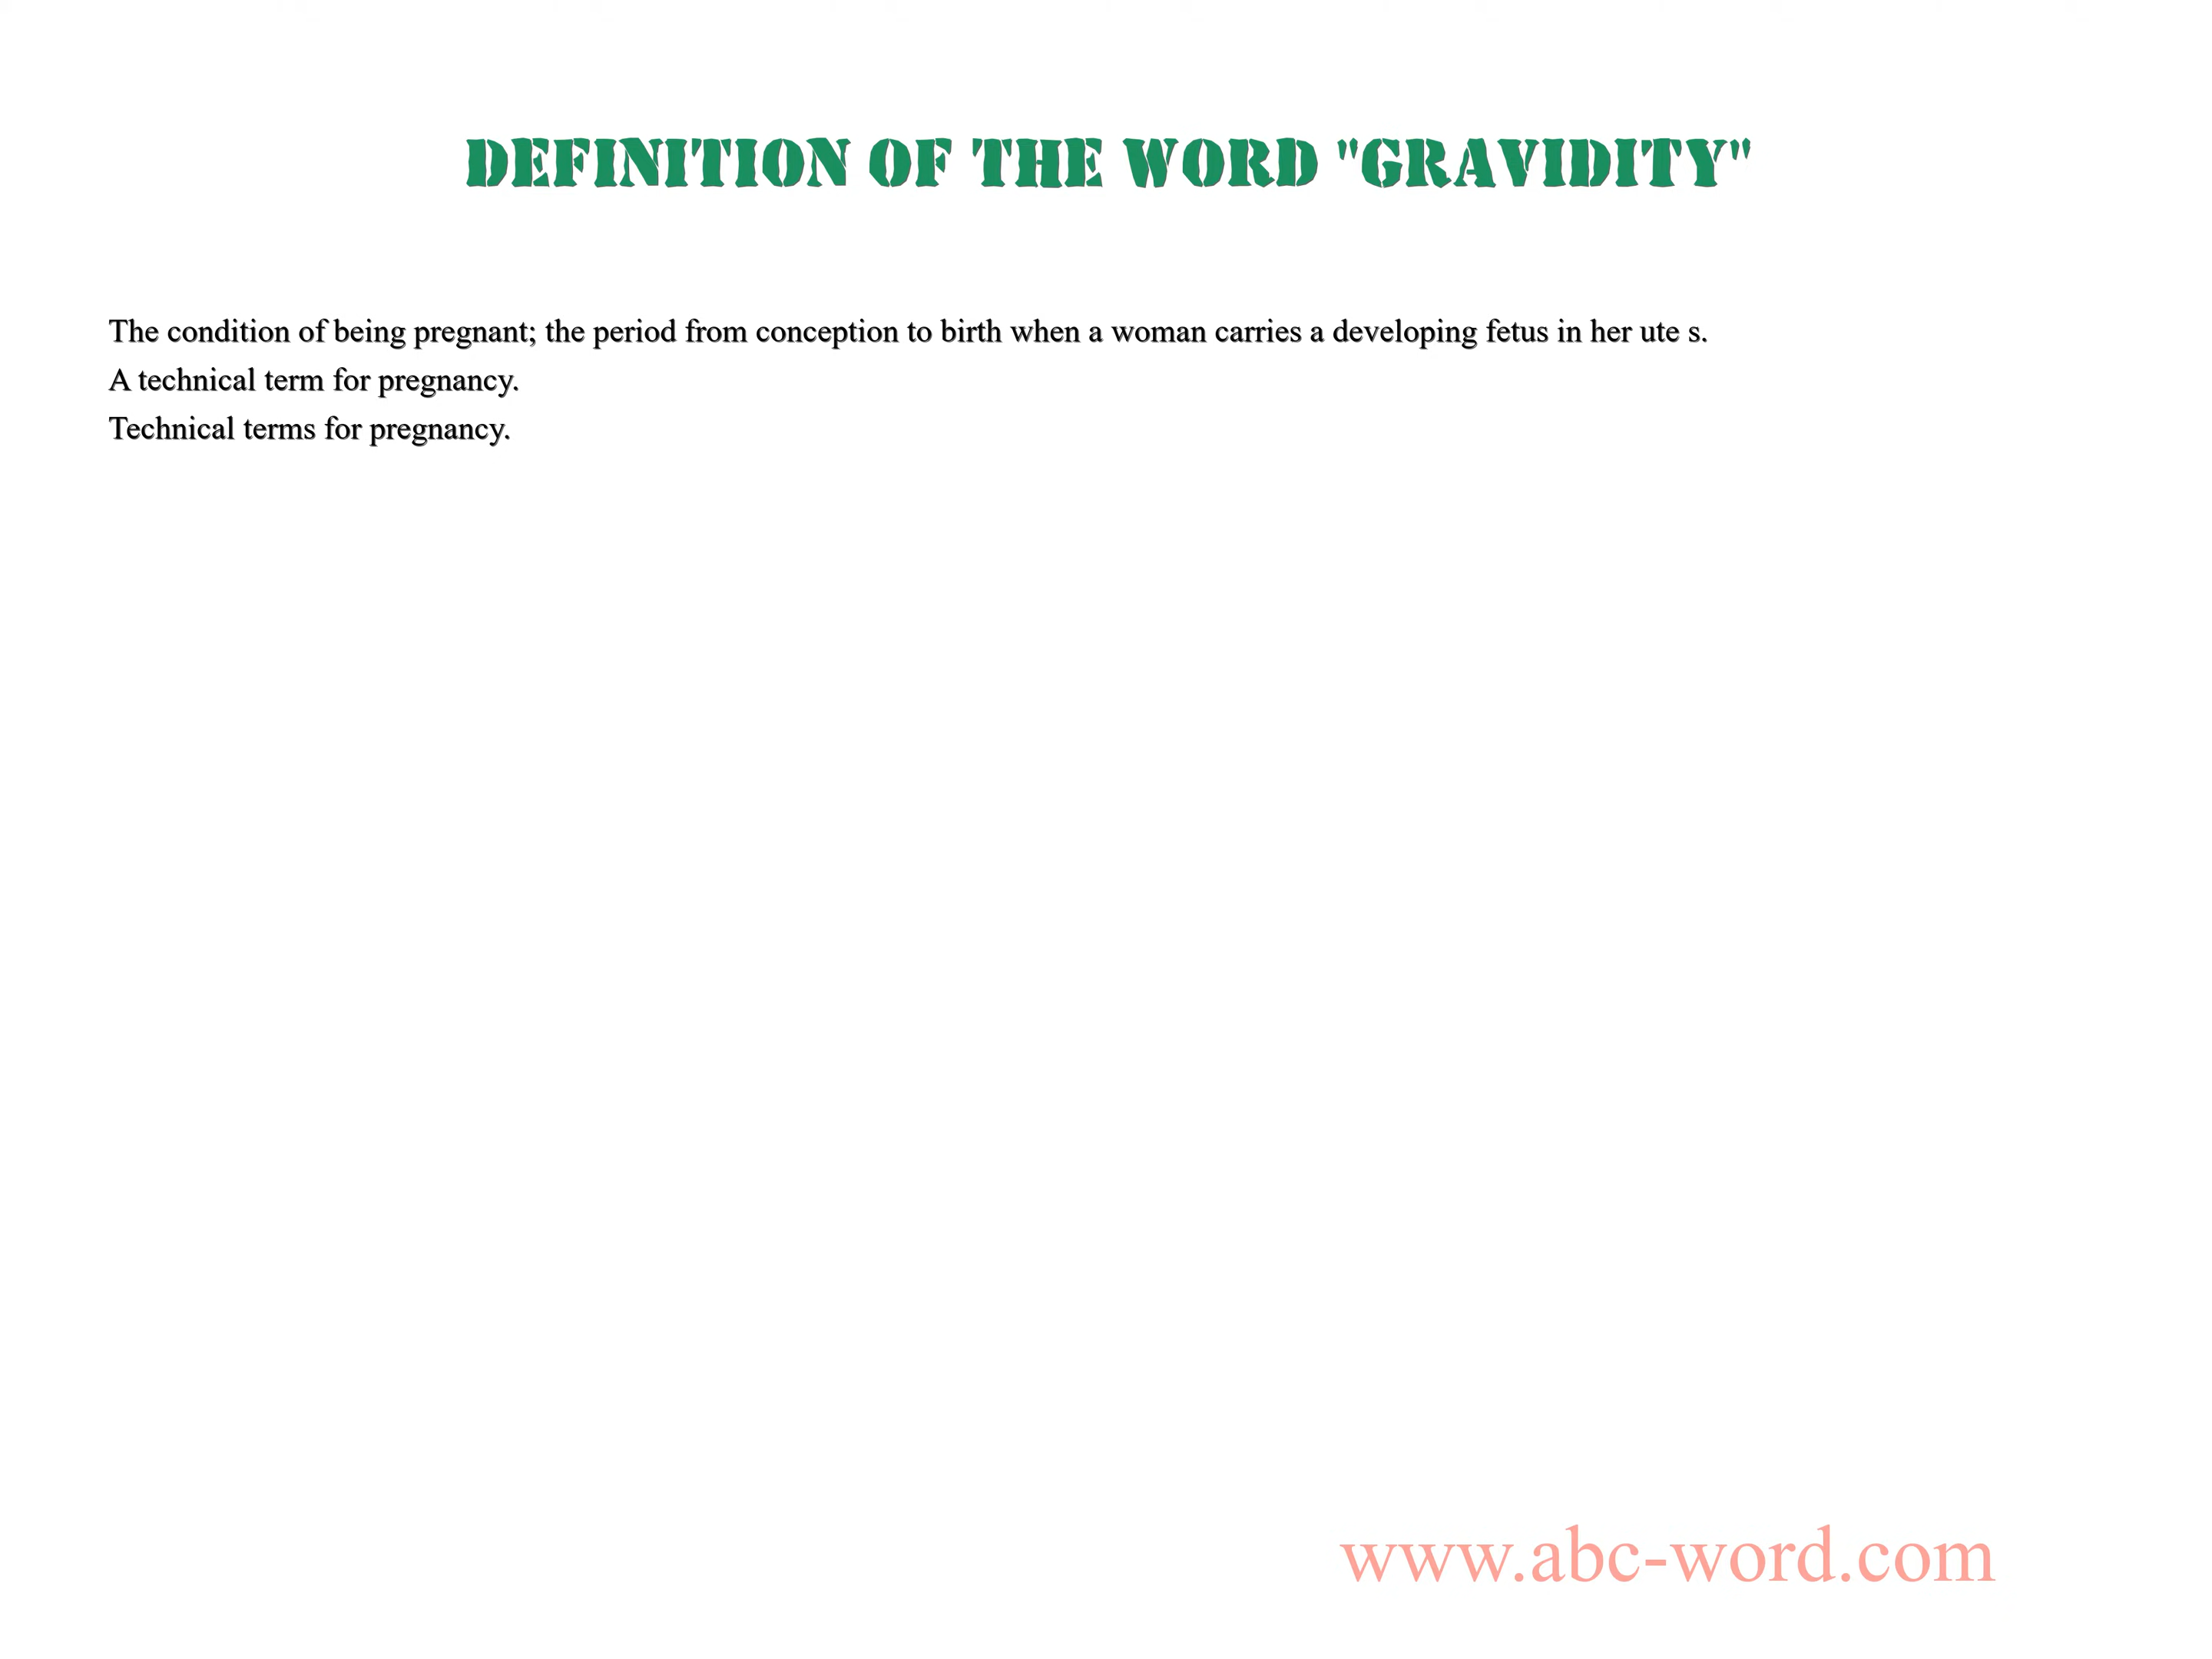 DEFINITION OF THE WORD "GRAVIDITY"
The condition of being pregnant; the period from conception to birth when a woman carries a developing fetus in her ute s.
A technical term for pregnancy.
Technical terms for pregnancy.
www.abc-word.com